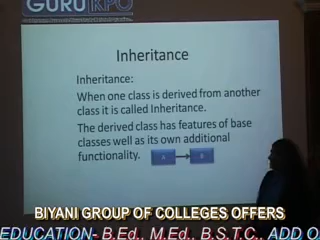 GURUKPO
Inheritance
Inheritance:
When one class is derived from another
class it is called Inheritance.
The derived class has features of base
classes well as its own additional
functionality.
A B
BIYANI GROUP OF COLLEGES OFFERS
EDUCATION- B.Ed., M.Ed., B.S.T.C., ADD O